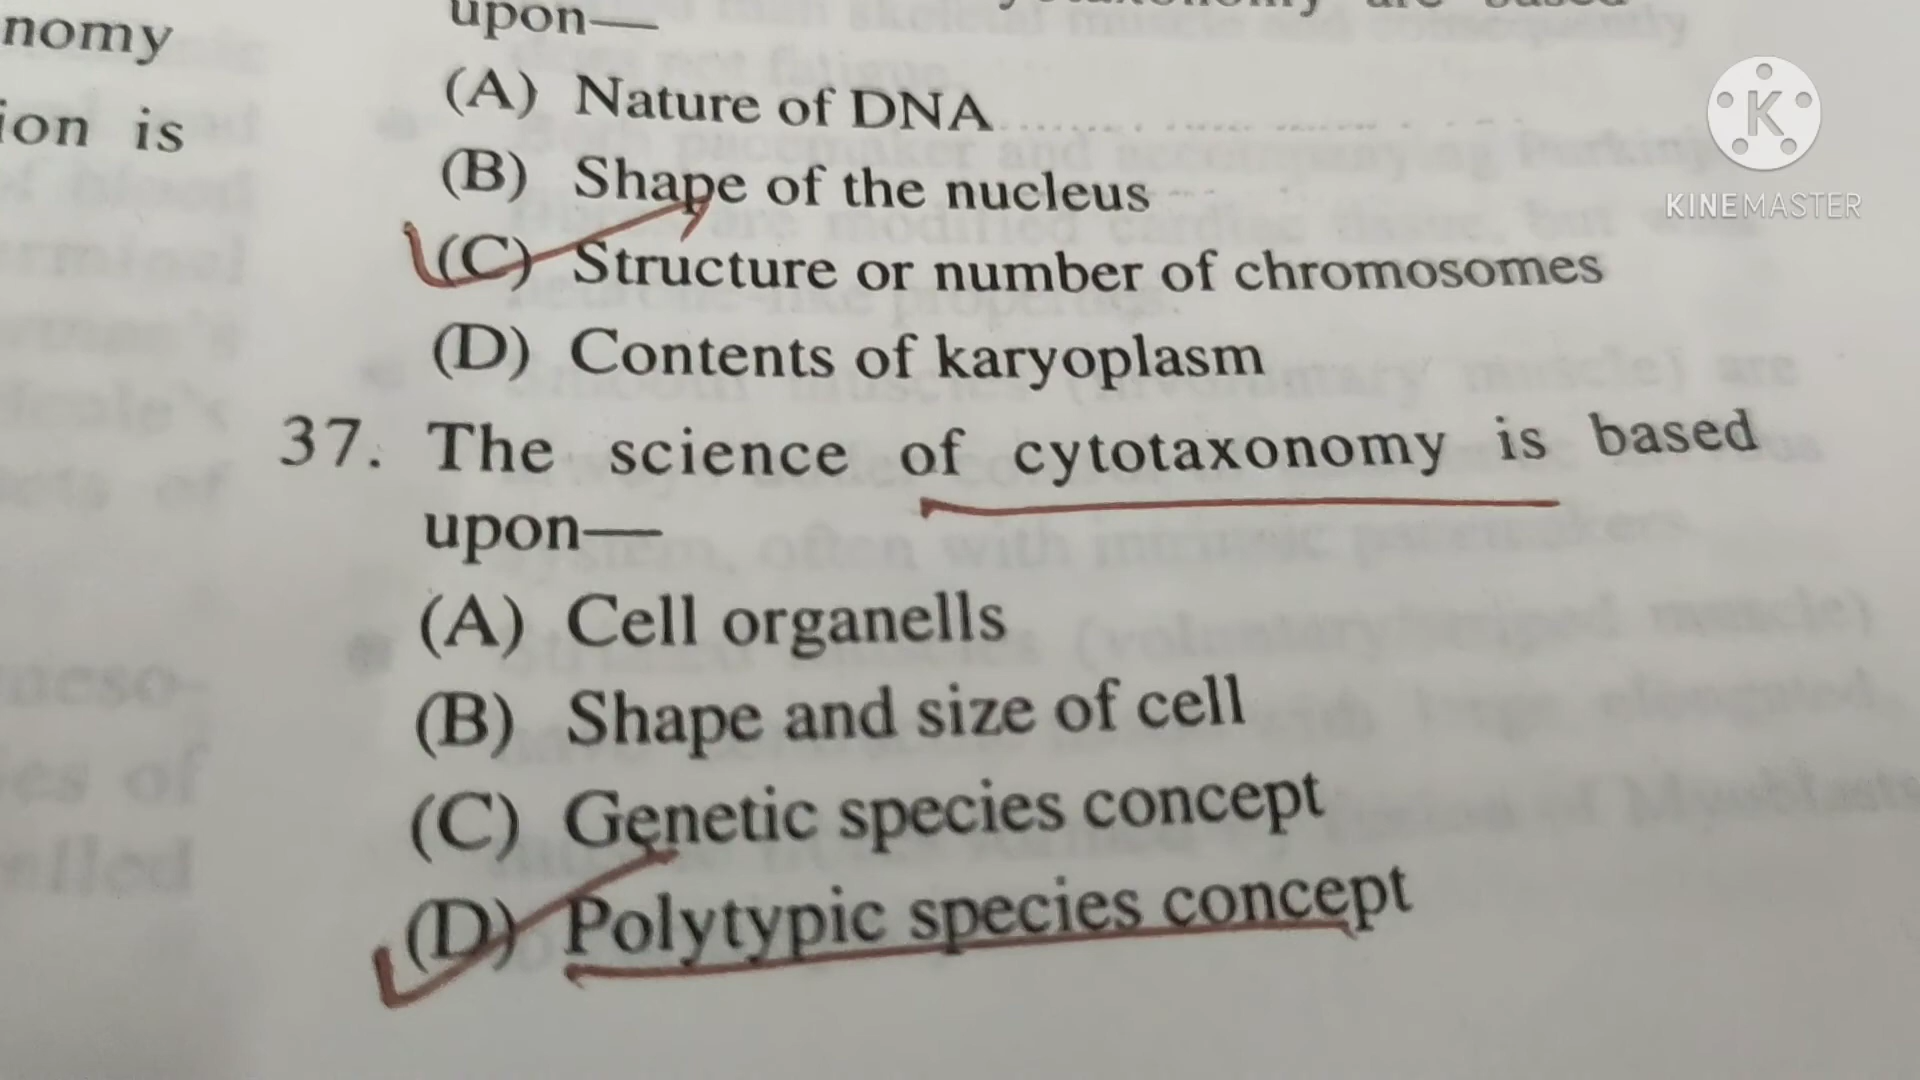 nomy
ion is
upon—
(A) Nature of DNA
(B) Shape of the nucleus
(C) Structure or number of chromosomes
(D) Contents of karyoplasm
37. The science of cytotaxonomy is based
upon—
(A) Cell organells
(B) Shape and size of cell
(C) Genetic species concept
(D) Polytypic species concept
K
KINEMASTER